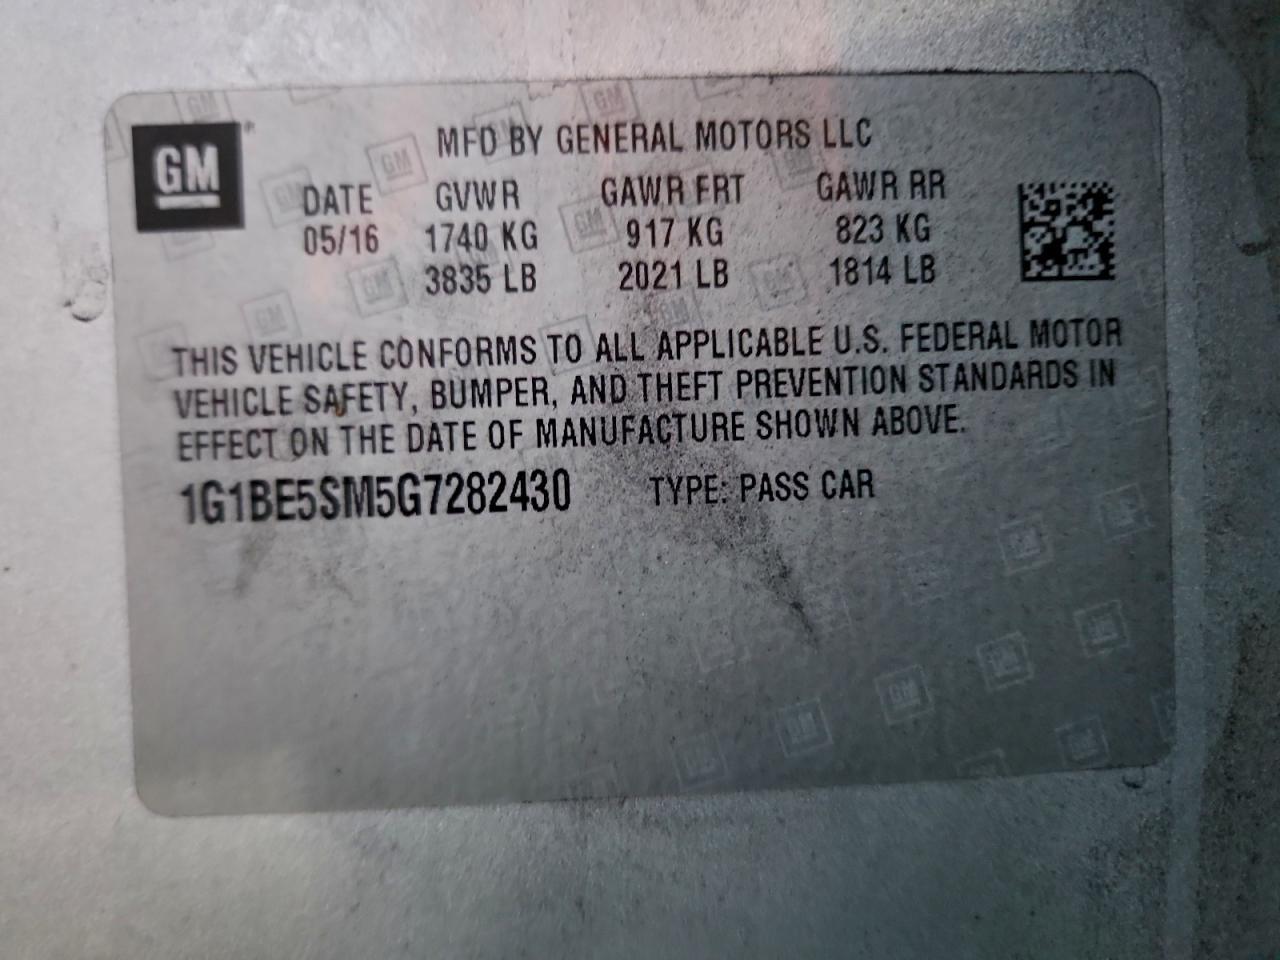 GM
MFD BY GENERAL MOTORS LLC
DATE GVWR GAWR FRT GAWR RR
05/16 1740 KG 917 KG 823 KG
3835 LB 2021 LB 1814 LB
THIS VEHICLE CONFORMS TO ALL APPLICABLE U.S. FEDERAL MOTOR
VEHICLE SAFETY, BUMPER, AND THEFT PREVENTION STANDARDS IN
EFFECT ON THE DATE OF MANUFACTURE SHOWN ABOVE.
1G1BE5SM5G7282430 TYPE: PASS CAR